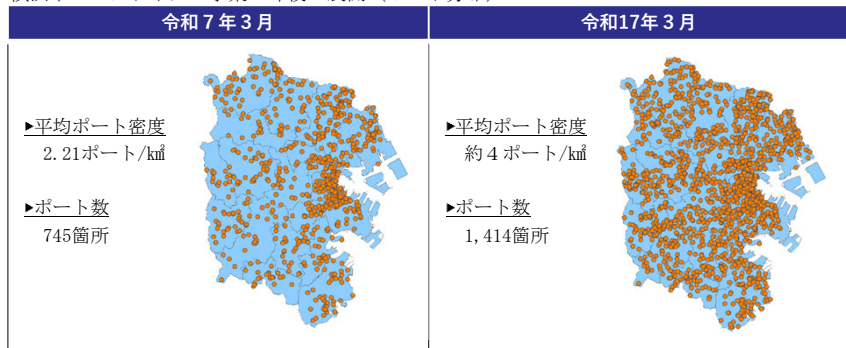 令和７年３月
▶平均ポート密度
2.21ポート/㎢
▶ポート数
745箇所
令和17年３月
▶平均ポート密度
約４ポート/㎢
▶ポート数
1,414箇所